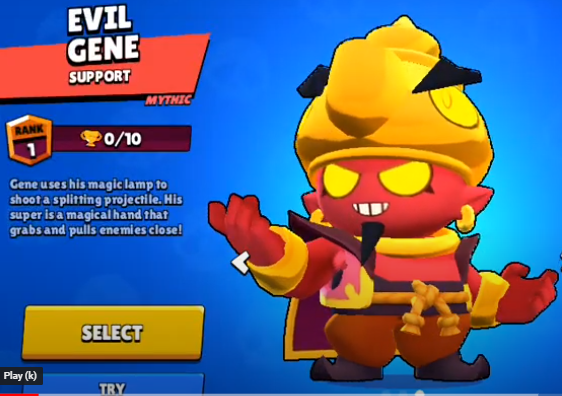 EVIL
GENE
SUPPORT
MYTHIC
RANK
1
0/10
Gene uses his magic lamp to
shoot a splitting projectile. His
super is a magical hand that
grabs and pulls enemies close!
SELECT
Play (k)
TRY